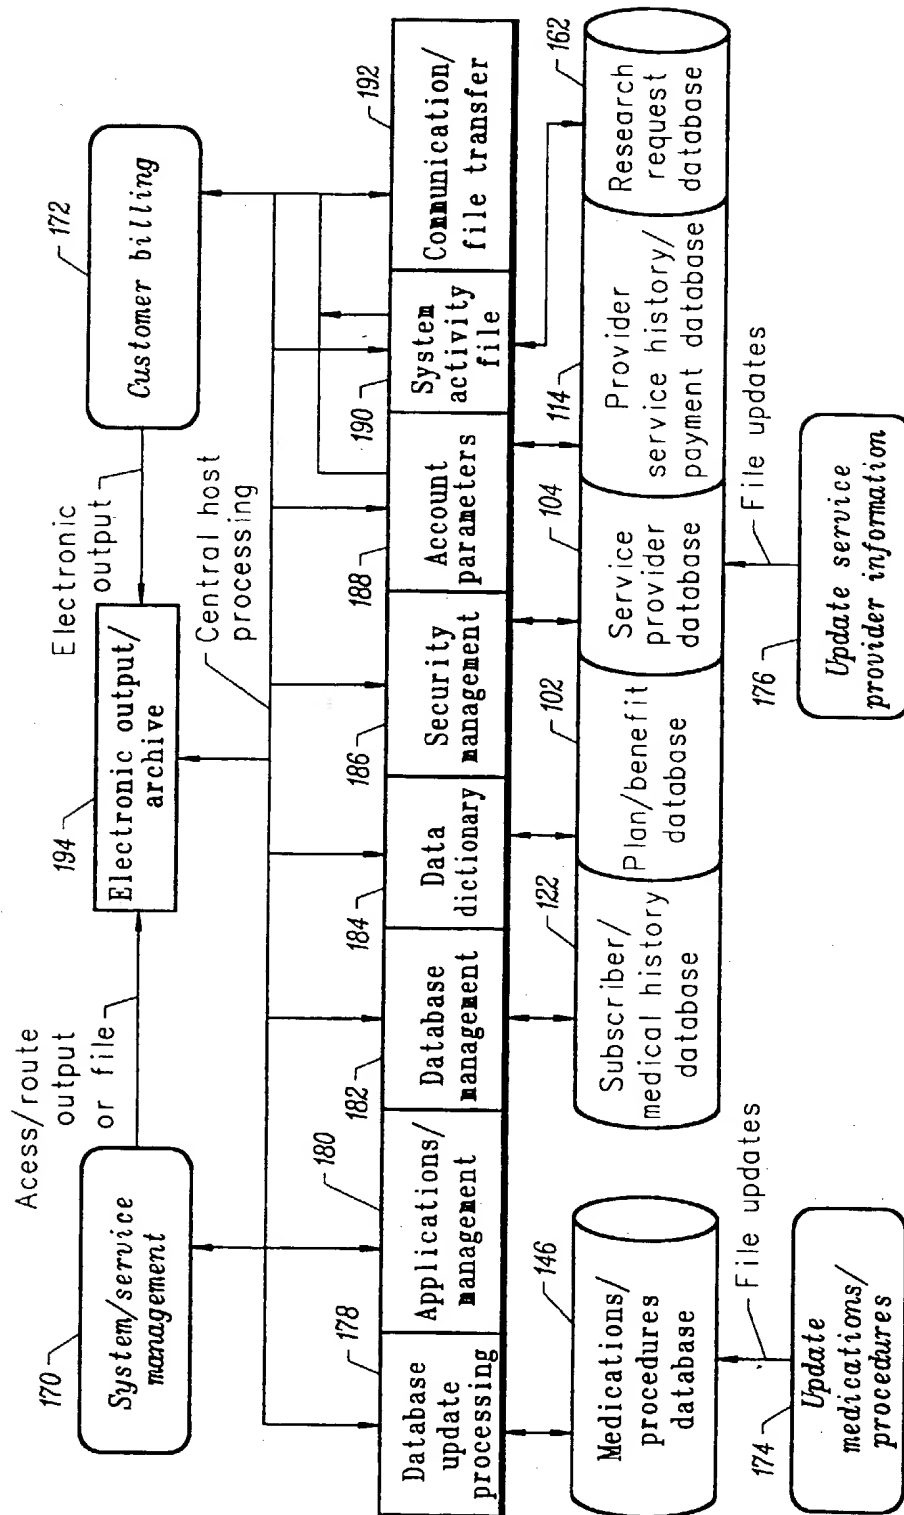 170
System/service
management
Acess/route
output
or file
194
Electronic output/
archive
Electronic
output
172
Customer billing
Central host
processing
178
Database
update
processing
180
Applications/
management
182
Database
management
184
Data
dictionary
186
Security
management
188
Account
parameters
190
System
activity
file
192
Communication/
file transfer
146
Medications/
procedures
database
122
Subscriber/
medical history
database
102
Plan/benefit
database
104
Service
provider
database
114
Provider
service history/
payment database
162
Research
request
database
File updates
174
Update
medications/
procedures
File updates
176
Update service
provider information